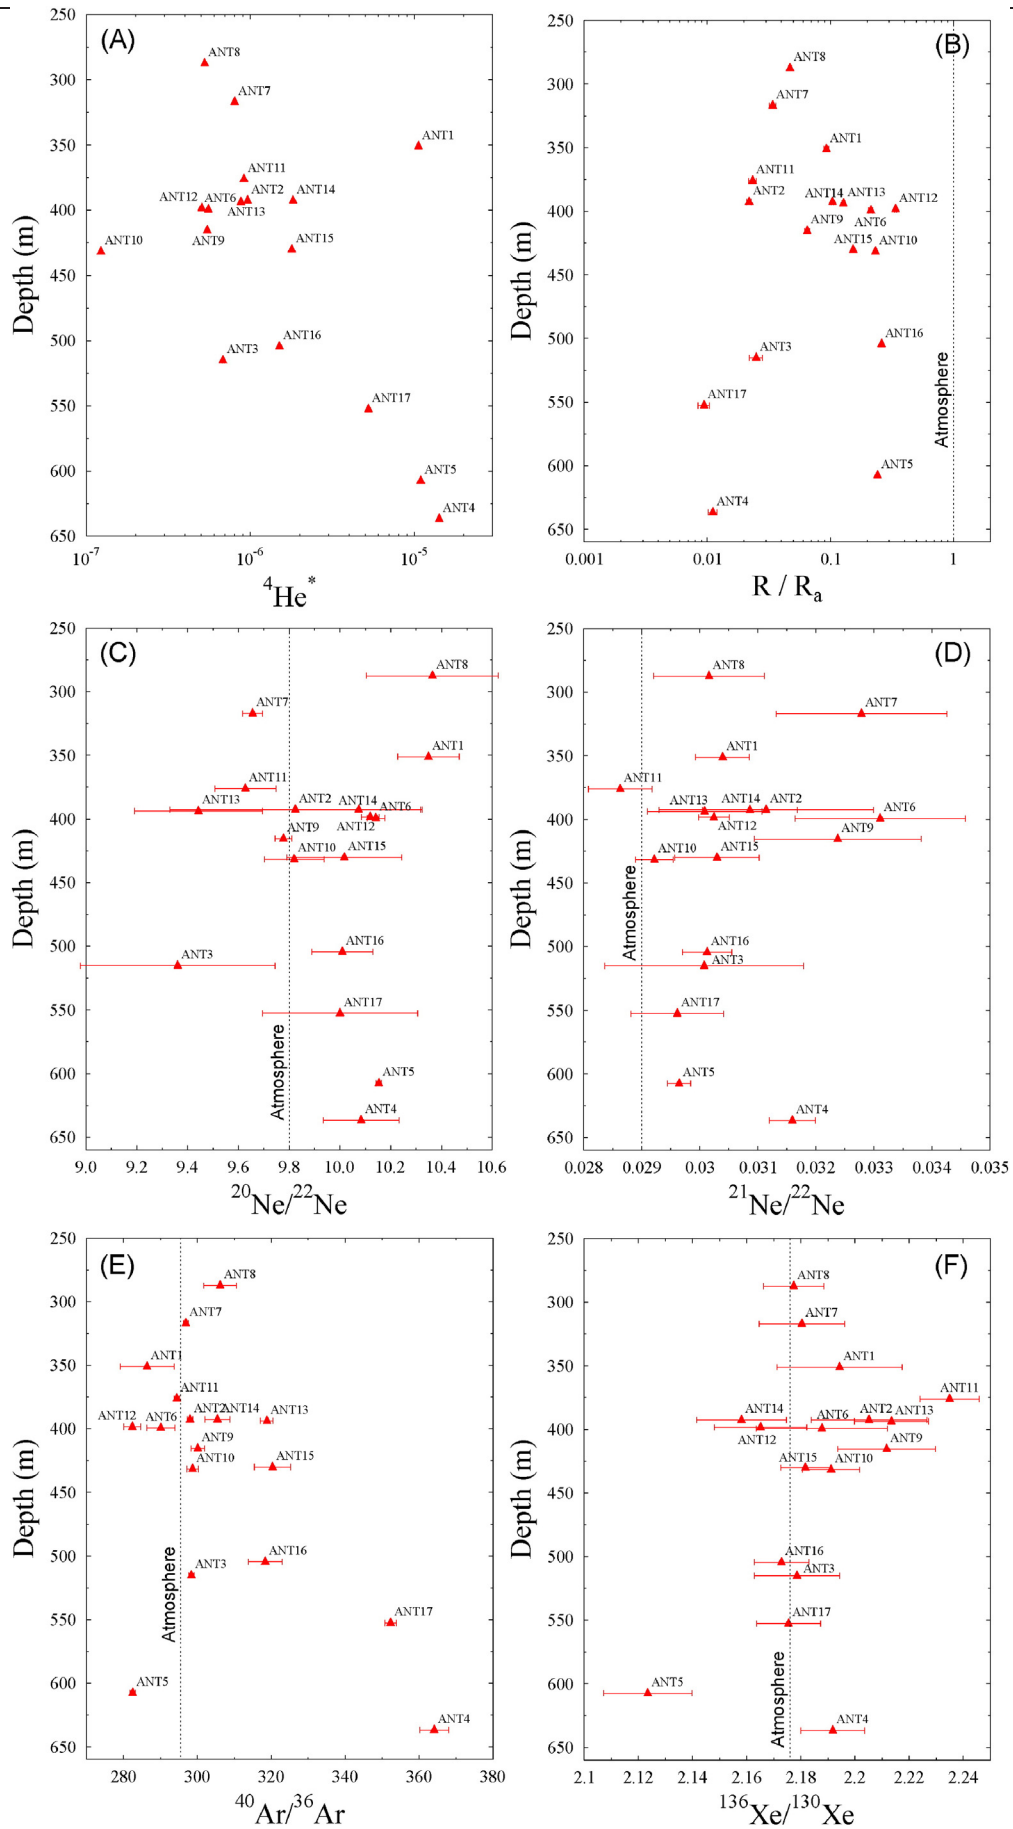 (A)
250
300
350
400
450
500
550
600
650
Depth (m)
ANT8
ANT7
ANT1
ANT11
ANT12 ANT6 ANT2 ANT14
ANT13
ANT10 ANT9 ANT15
ANT16
ANT3
ANT17
ANT5
ANT4
10⁻⁷ 10⁻⁶ 10⁻⁵
⁴He*
(B)
250
300
350
400
450
500
550
600
650
Depth (m)
ANT8
ANT7
ANT1
ANT11
ANT2 ANT14 ANT13 ANT12
ANT9 ANT6
ANT15 ANT10
ANT16
ANT3
ANT17
ANT5
ANT4
Atmosphere
0.001 0.01 0.1 1
R / Rₐ
(C)
250
300
350
400
450
500
550
600
650
Depth (m)
ANT8
ANT7
ANT1
ANT11
ANT13 ANT2 ANT14 ANT6
ANT9 ANT12
ANT10 ANT15
ANT16
ANT3
ANT17
ANT5
ANT4
Atmosphere
9.0 9.4 9.6 9.8 10.0 10.2 10.4 10.6
²⁰Ne/²²Ne
(D)
250
300
350
400
450
500
550
600
650
Depth (m)
ANT8
ANT7
ANT1
ANT11
ANT13 ANT14 ANT2 ANT6
ANT12 ANT9
ANT10 ANT15
ANT16
ANT3
ANT17
ANT5
ANT4
Atmosphere
0.028 0.029 0.03 0.031 0.032 0.033 0.034 0.035
²¹Ne/²²Ne
(E)
250
300
350
400
450
500
550
600
650
Depth (m)
ANT8
ANT7
ANT1
ANT11
ANT12 ANT6 ANT2 ANT14 ANT13
ANT9
ANT10 ANT15
ANT16
ANT3
ANT17
ANT5
ANT4
Atmosphere
280 300 320 340 360 380
⁴⁰Ar/³⁶Ar
(F)
250
300
350
400
450
500
550
600
650
Depth (m)
ANT8
ANT7
ANT1
ANT11
ANT14 ANT6 ANT2 ANT13
ANT12 ANT9
ANT15 ANT10
ANT16
ANT3
ANT17
ANT5
ANT4
Atmosphere
2.1 2.12 2.14 2.16 2.18 2.2 2.22 2.24
¹³⁶Xe/¹³⁰Xe